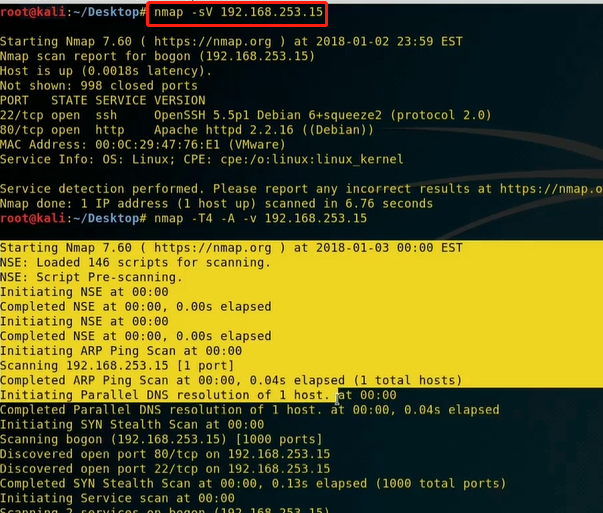 root@kali:~/Desktop# nmap -sV 192.168.253.15
Starting Nmap 7.60 ( https://nmap.org ) at 2018-01-02 23:59 EST
Nmap scan report for bogon (192.168.253.15)
Host is up (0.0018s latency).
Not shown: 998 closed ports
PORT   STATE SERVICE VERSION
22/tcp open  ssh     OpenSSH 5.5p1 Debian 6+squeeze2 (protocol 2.0)
80/tcp open  http    Apache httpd 2.2.16 ((Debian))
MAC Address: 00:0C:29:47:76:E1 (VMware)
Service Info: OS: Linux; CPE: cpe:/o:linux:linux_kernel
Service detection performed. Please report any incorrect results at https://nmap.o
Nmap done: 1 IP address (1 host up) scanned in 6.76 seconds
root@kali:~/Desktop# nmap -T4 -A -v 192.168.253.15
Starting Nmap 7.60 ( https://nmap.org ) at 2018-01-03 00:00 EST
NSE: Loaded 146 scripts for scanning.
NSE: Script Pre-scanning.
Initiating NSE at 00:00
Completed NSE at 00:00, 0.00s elapsed
Initiating NSE at 00:00
Completed NSE at 00:00, 0.00s elapsed
Initiating ARP Ping Scan at 00:00
Scanning 192.168.253.15 [1 port]
Completed ARP Ping Scan at 00:00, 0.04s elapsed (1 total hosts)
Initiating Parallel DNS resolution of 1 host. at 00:00
Completed Parallel DNS resolution of 1 host. at 00:00, 0.04s elapsed
Initiating SYN Stealth Scan at 00:00
Scanning bogon (192.168.253.15) [1000 ports]
Discovered open port 80/tcp on 192.168.253.15
Discovered open port 22/tcp on 192.168.253.15
Completed SYN Stealth Scan at 00:00, 0.13s elapsed (1000 total ports)
Initiating Service scan at 00:00
Scanning 2 services on bogon (192.168.253.15)